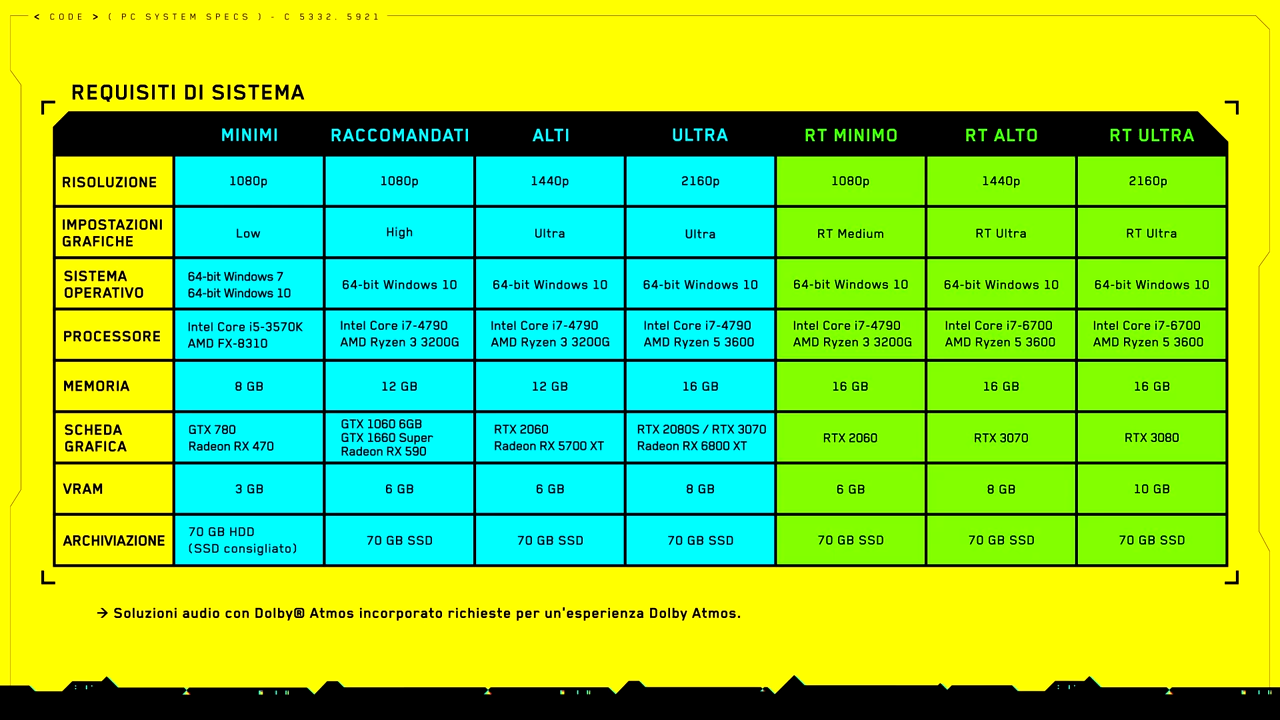 < CODE > ( PC SYSTEM SPECS ) - C 5332. 5921
REQUISITI DI SISTEMA
MINIMI RACCOMANDATI ALTI ULTRA RT MINIMO RT ALTO RT ULTRA
RISOLUZIONE 1080p 1080p 1440p 2160p 1080p 1440p 2160p
IMPOSTAZIONI
GRAFICHE Low High Ultra Ultra RT Medium RT Ultra RT Ultra
SISTEMA
OPERATIVO
64-bit Windows 7
64-bit Windows 10
64-bit Windows 10
64-bit Windows 10
64-bit Windows 10
64-bit Windows 10
64-bit Windows 10
64-bit Windows 10
PROCESSORE
Intel Core i5-3570K
AMD FX-8310
Intel Core i7-4790
AMD Ryzen 3 3200G
Intel Core i7-4790
AMD Ryzen 3 3200G
Intel Core i7-4790
AMD Ryzen 5 3600
Intel Core i7-4790
AMD Ryzen 3 3200G
Intel Core i7-6700
AMD Ryzen 5 3600
Intel Core i7-6700
AMD Ryzen 5 3600
MEMORIA 8 GB 12 GB 12 GB 16 GB 16 GB 16 GB 16 GB
SCHEDA
GRAFICA
GTX 780
Radeon RX 470
GTX 1060 6GB
GTX 1660 Super
Radeon RX 590
RTX 2060
Radeon RX 5700 XT
RTX 2080S / RTX 3070
Radeon RX 6800 XT
RTX 2060
RTX 3070
RTX 3080
VRAM 3 GB 6 GB 6 GB 8 GB 6 GB 8 GB 10 GB
ARCHIVIAZIONE
70 GB HDD
(SSD consigliato)
70 GB SSD
70 GB SSD
70 GB SSD
70 GB SSD
70 GB SSD
70 GB SSD
→ Soluzioni audio con Dolby® Atmos incorporato richieste per un'esperienza Dolby Atmos.